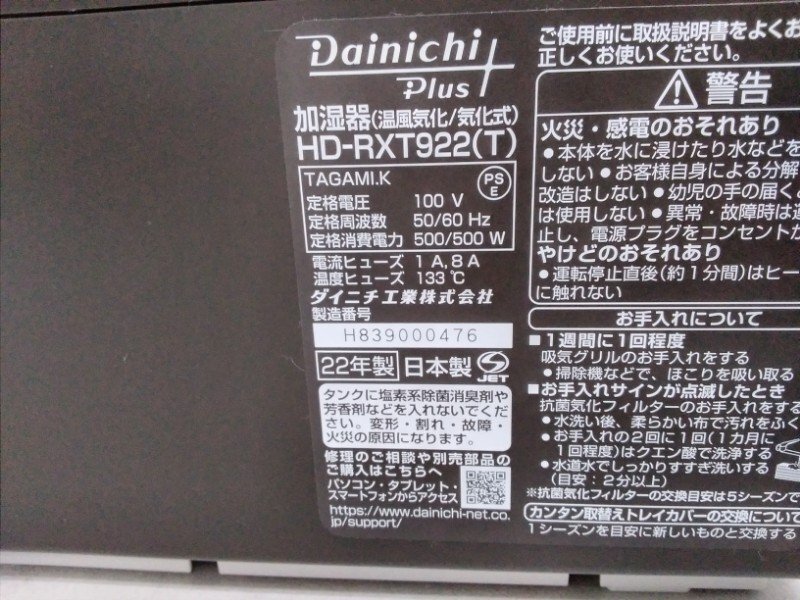 Dainichi
Plus
加湿器(温風気化/気化式)
HD-RXT922(T)
TAGAMI.K
PS
E
定格電圧 100 V
定格周波数 50/60 Hz
定格消費電力 500/500 W
電流ヒューズ 1 A,8 A
温度ヒューズ 133℃
ダイニチ工業株式会社
製造番号
H839000476
22年製 日本製 JET
タンクに塩素系除菌消臭剤や
芳香剤などを入れないでくだ
さい。変形・割れ・故障・
火災の原因になります。
修理のご相談や別売部品の
ご購入はこちらへ
パソコン・タブレット・
スマートフォンからアクセス
https://www.dainichi-net.co.
jp/support/
ご使用前に取扱説明書をよくお
正しくお使いください。
警告
火災・感電のおそれあり
●本体を水に浸けたり水などを
しない ●お客様自身による分解
改造はしない ●幼児の手の届く
は使用しない ●異常・故障時は
止し、電源プラグをコンセント
やけどのおそれあり
●運転停止直後(約1分間)はヒー
に触れない
お手入れについて
■1週間に1回程度
吸気グリルのお手入れをする
●掃除機などで、ほこりを吸い取る
■お手入れサインが点滅したとき
抗菌気化フィルターのお手入れをする
●水洗い後、柔らかい布で汚れをふく
●お手入れの2回に1回(1カ月に
1回程度)はクエン酸で洗浄する
●水道水でしっかりすすぎ洗いする
(目安:2分以上)
※抗菌気化フィルターの交換目安は5シーズンで
カンタン取替えトレイカバーの交換につい
1シーズンを目安に新しいものと交換する